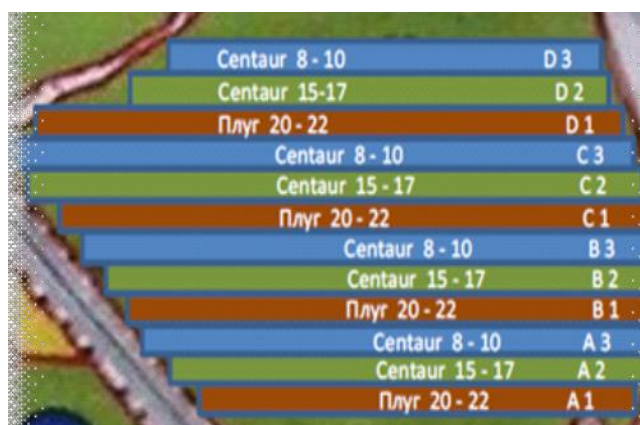 Centaur 8 - 10 D 3
Centaur 15-17 D 2
Плуг 20 - 22 D 1
Centaur 8 - 10 C 3
Centaur 15 - 17 C 2
Плуг 20 - 22 C 1
Centaur 8 - 10 B 3
Centaur 15 - 17 B 2
Плуг 20 - 22 B 1
Centaur 8 - 10 A 3
Centaur 15 - 17 A 2
Плуг 20 - 22 A 1